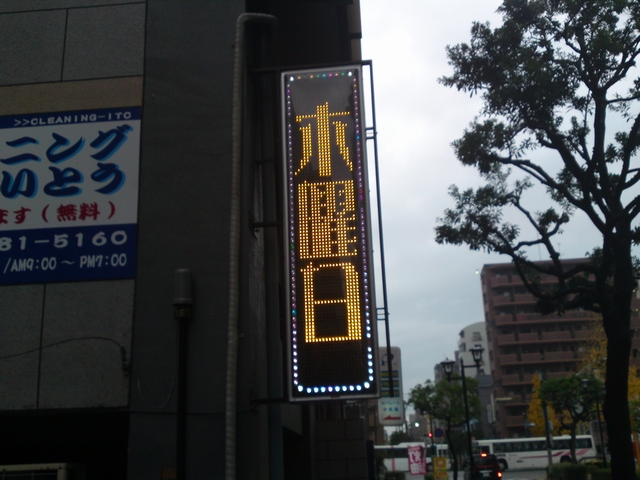 >>CLEANING-ITO
ニング
いとう
ます(無料)
81-5160
/AM9:00～PM7:00
木曜日